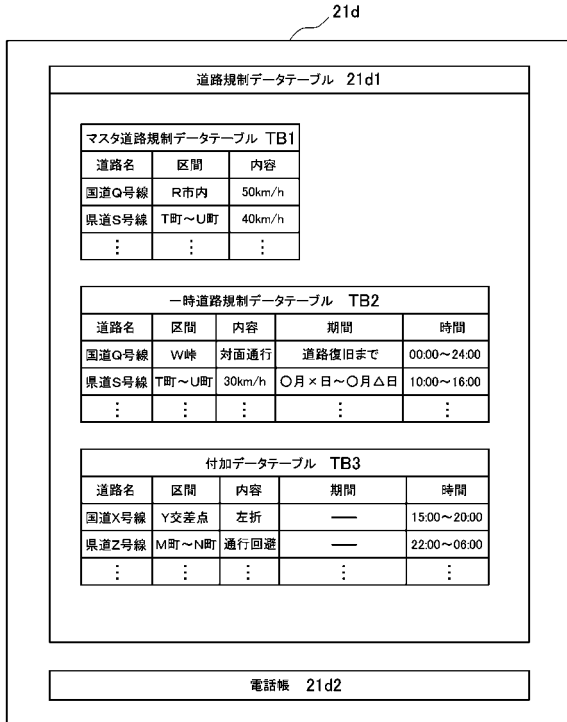 21d
道路規制データテーブル 21d1
マスタ道路規制データテーブル TB1
道路名 区間 内容
国道Q号線 R市内 50km/h
県道S号線 T町～U町 40km/h
⋮ ⋮ ⋮
一時道路規制データテーブル TB2
道路名 区間 内容 期間 時間
国道Q号線 W峠 対面通行 道路復旧まで 00:00～24:00
県道S号線 T町～U町 30km/h 〇月×日～〇月△日 10:00～16:00
⋮ ⋮ ⋮ ⋮ ⋮
付加データテーブル TB3
道路名 区間 内容 期間 時間
国道X号線 Y交差点 左折 ― 15:00～20:00
県道Z号線 M町～N町 通行回避 ― 22:00～06:00
⋮ ⋮ ⋮ ⋮ ⋮
電話帳 21d2